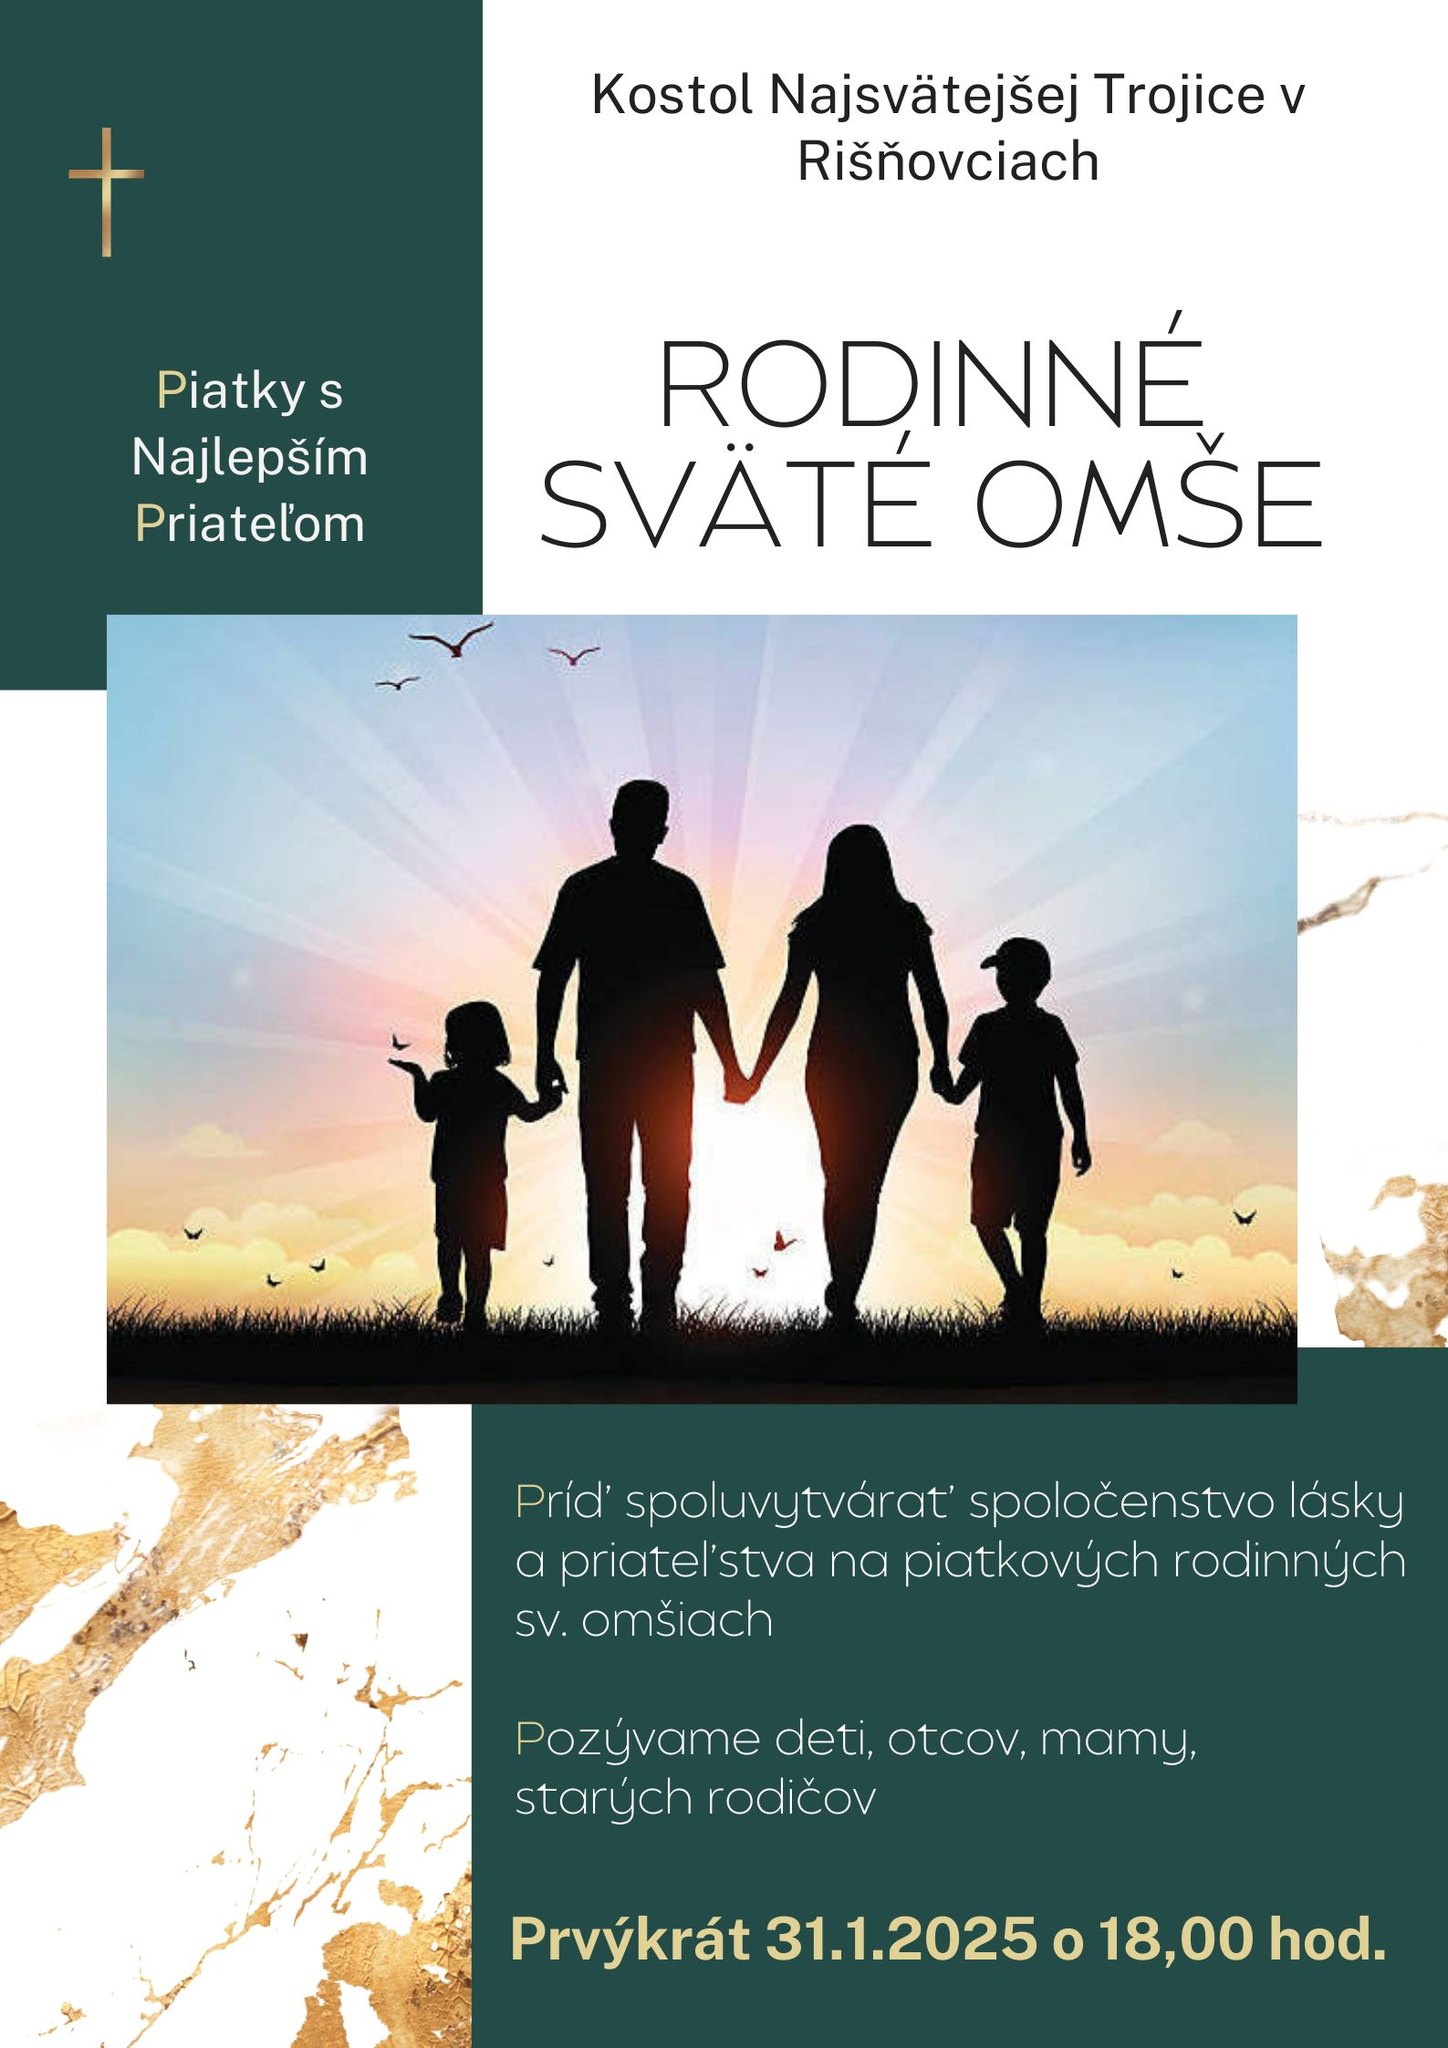 Kostol Najsvätejšej Trojice v
Rišňovciach
Piatky s
Najlepším
Priateľom
RODINNÉ
SVÄTÉ OMŠE
Príď spoluvytvárať spoločenstvo lásky
a priateľstva na piatkových rodinných
sv. omšiach
Pozývame deti, otcov, mamy,
starých rodičov
Prvýkrát 31.1.2025 o 18,00 hod.